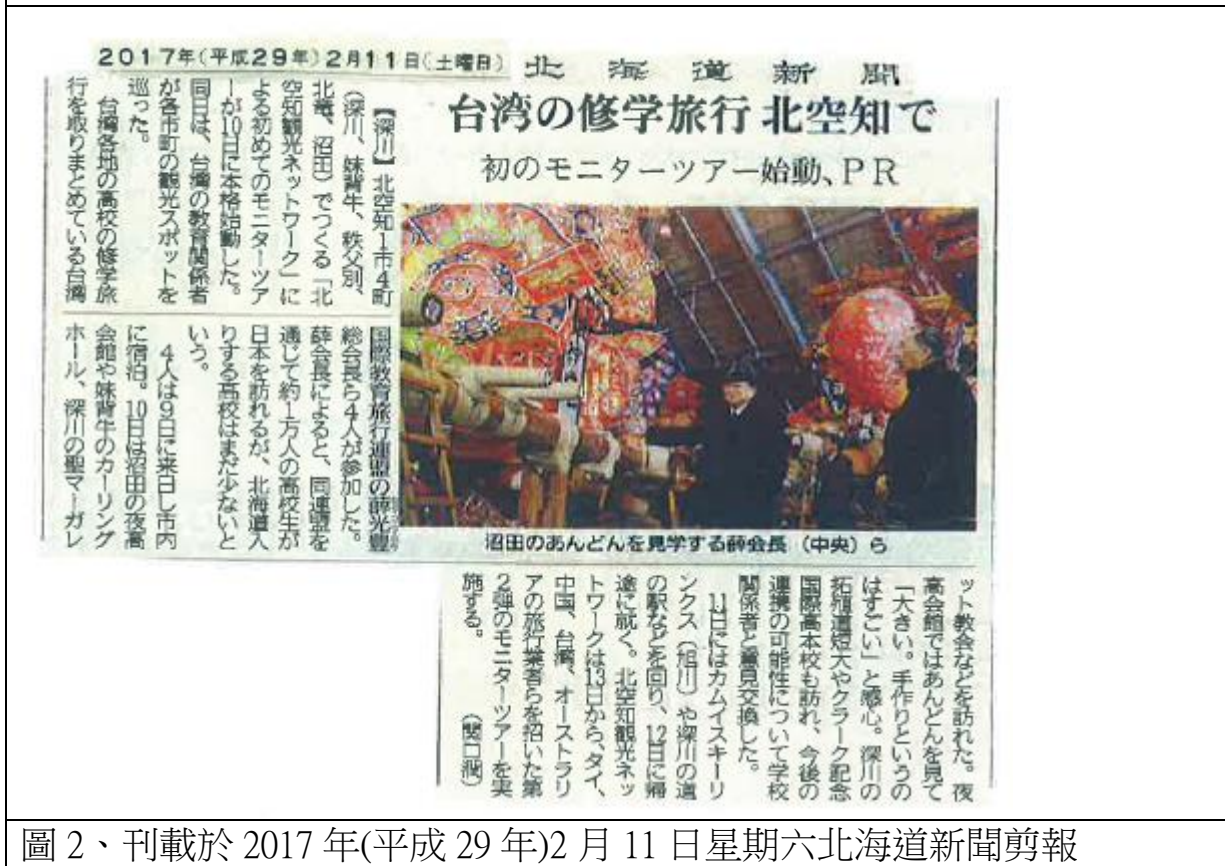 2017年(平成29年)2月11日(土曜日)
北海道新聞
台湾の修学旅行 北空知で
初のモニターツアー始動、PR
【深川】北空知1市4町
(深川、妹背牛、秩父別、
北竜、沼田)でつくる「北
空知観光ネットワーク」に
よる初めてのモニターツア
ーが10日に本格始動した。
同日は、台湾の教育関係者
が各市町の観光スポットを
巡った。
台湾各地の高校の修学旅
行を取りまとめている台湾
国際教育旅行連盟の薛光豊
総会長ら4人が参加した。
薛会長によると、同連盟を
通じて約1万人の高校生が
日本を訪れるが、北海道入
りする高校はまだ少ないと
いう。
4人は9日に来日し市内
に宿泊。10日は沼田の夜高
会館や妹背牛のカーリング
ホール、深川の聖マーガレ
沼田のあんどんを見学する薛会長(中央)ら
ット教会などを訪れた。夜
高会館ではあんどんを見て
「大きい。手作りというの
はすごい」と感心。深川の
拓殖道短大やクラーク記念
国際高本校も訪れ、今後の
連携の可能性について学校
関係者と意見交換した。
11日にはカムイスキーリ
ンクス(旭川)や深川の道
の駅などを回り、12日に帰
途に就く。北空知観光ネッ
トワークは13日から、タイ、
中国、台湾、オーストラリ
アの旅行業者らを招いた第
2弾のモニターツアーを実
施する。 (関口潤)
圖 2、刊載於 2017 年(平成 29 年)2 月 11 日星期六北海道新聞剪報